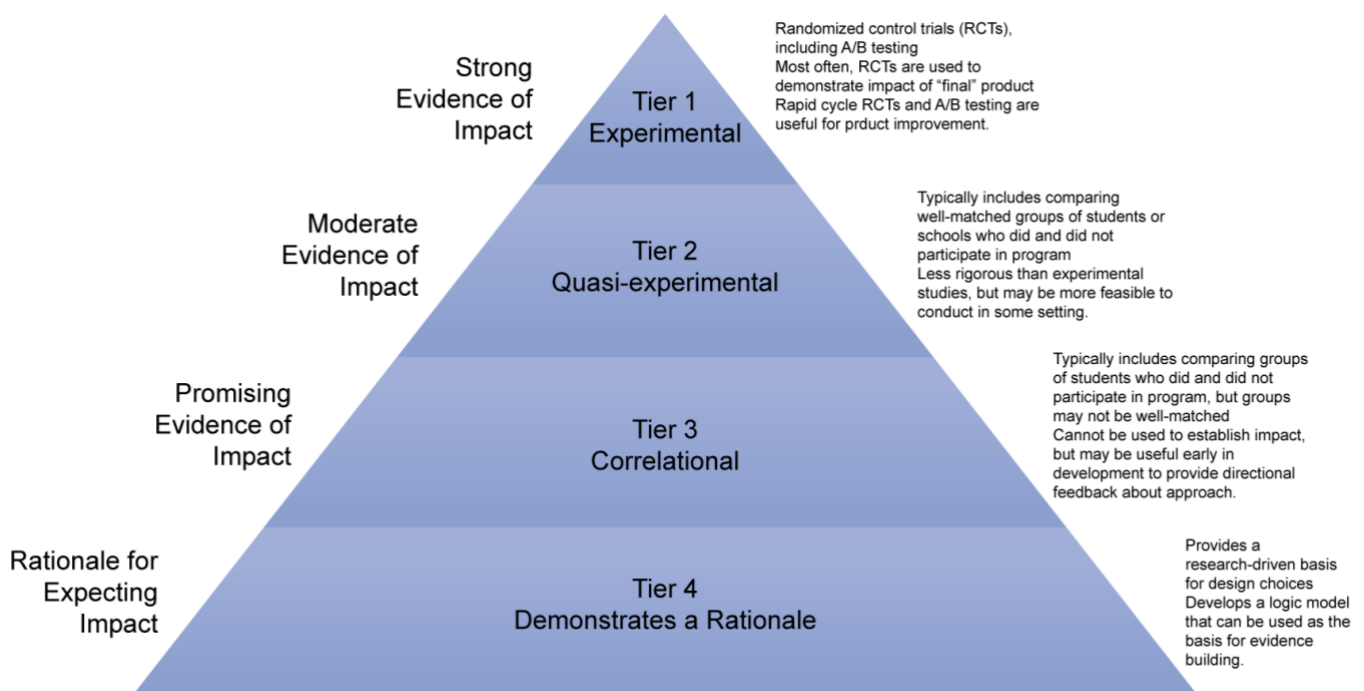 Strong
Evidence of
Impact
Tier 1
Experimental
Randomized control trials (RCTs),
including A/B testing
Most often, RCTs are used to
demonstrate impact of “final” product
Rapid cycle RCTs and A/B testing are
useful for prduct improvement.
Moderate
Evidence of
Impact
Tier 2
Quasi-experimental
Typically includes comparing
well-matched groups of students or
schools who did and did not
participate in program
Less rigorous than experimental
studies, but may be more feasible to
conduct in some setting.
Promising
Evidence of
Impact
Tier 3
Correlational
Typically includes comparing groups
of students who did and did not
participate in program, but groups
may not be well-matched
Cannot be used to establish impact,
but may be useful early in
development to provide directional
feedback about approach.
Rationale for
Expecting
Impact
Tier 4
Demonstrates a Rationale
Provides a
research-driven basis
for design choices
Develops a logic model
that can be used as the
basis for evidence
building.